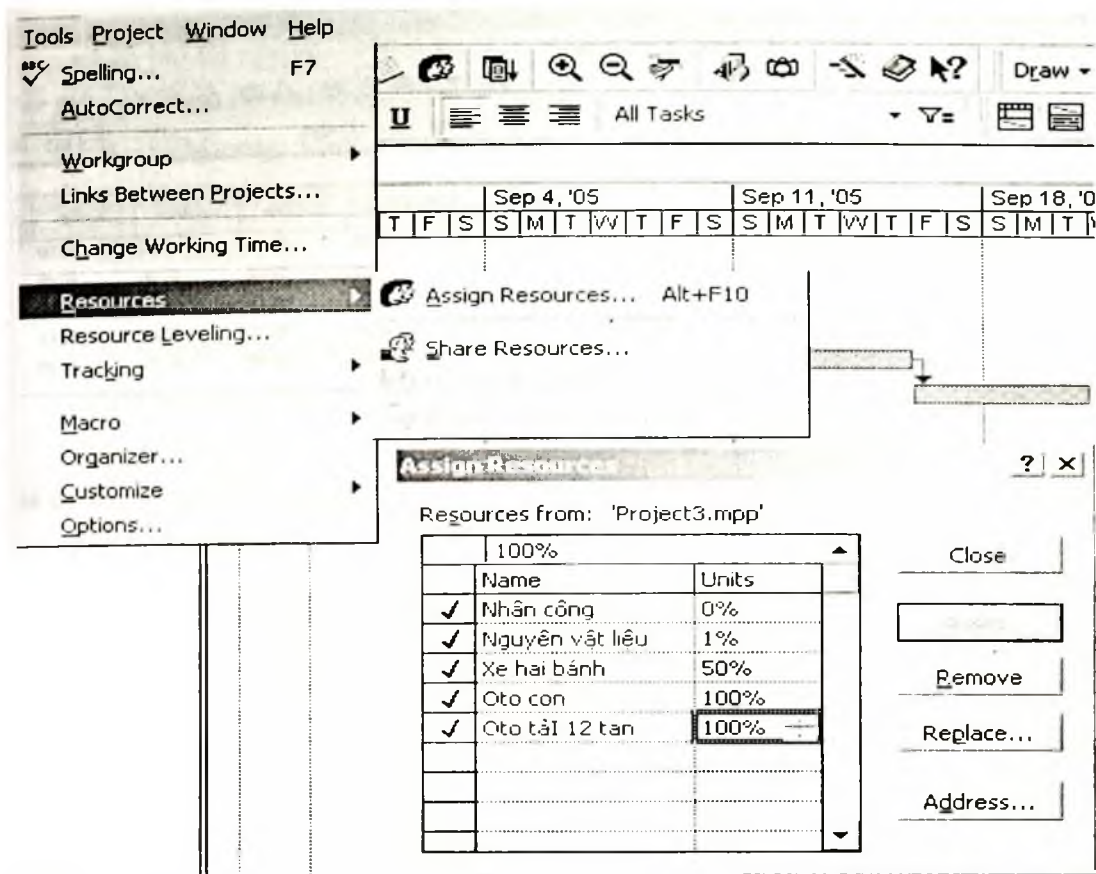 Tools Project Window Help
Spelling... F7
AutoCorrect...
Workgroup
Links Between Projects...
Change Working Time...
Resources
Resource Leveling...
Tracking
Macro
Organizer...
Customize
Options...
Draw
U All Tasks
Sep 4, '05 Sep 11, '05 Sep 18, '0
T F S S M T W T F S S M T W T F S S M T
Assign Resources... Alt+F10
Share Resources...
Assign Resources
Resources from: 'Project3.mpp'
100%
Name Units
Nhân công 0%
Nguyên vật liệu 1%
Xe hai bánh 50%
Oto con 100%
Oto tảI 12 tan 100%
Close
Remove
Replace...
Address...